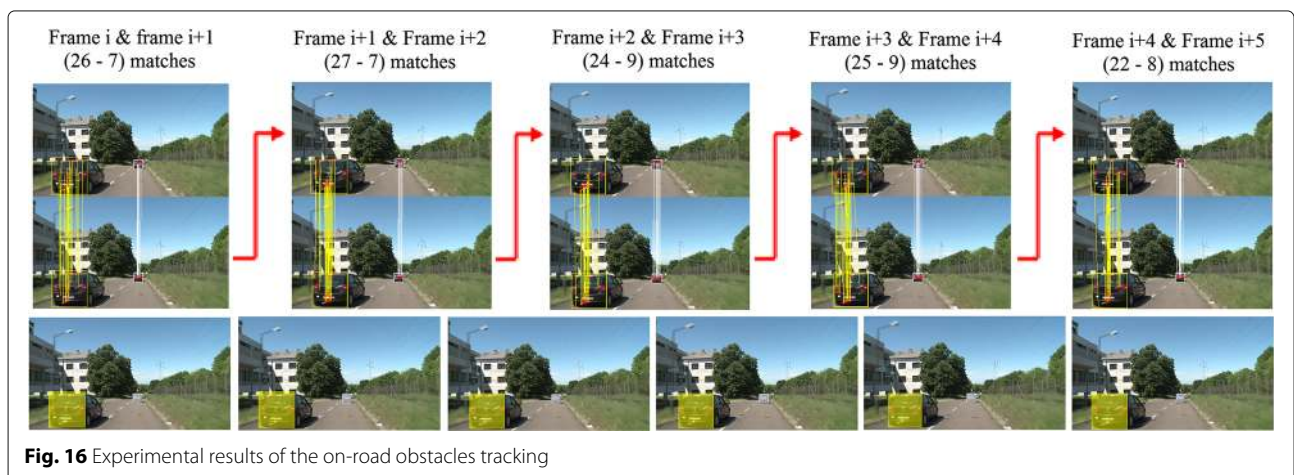 Frame i & frame i+1
(26 - 7) matches
Frame i+1 & Frame i+2
(27 - 7) matches
Frame i+2 & Frame i+3
(24 - 9) matches
Frame i+3 & Frame i+4
(25 - 9) matches
Frame i+4 & Frame i+5
(22 - 8) matches
Fig. 16 Experimental results of the on-road obstacles tracking